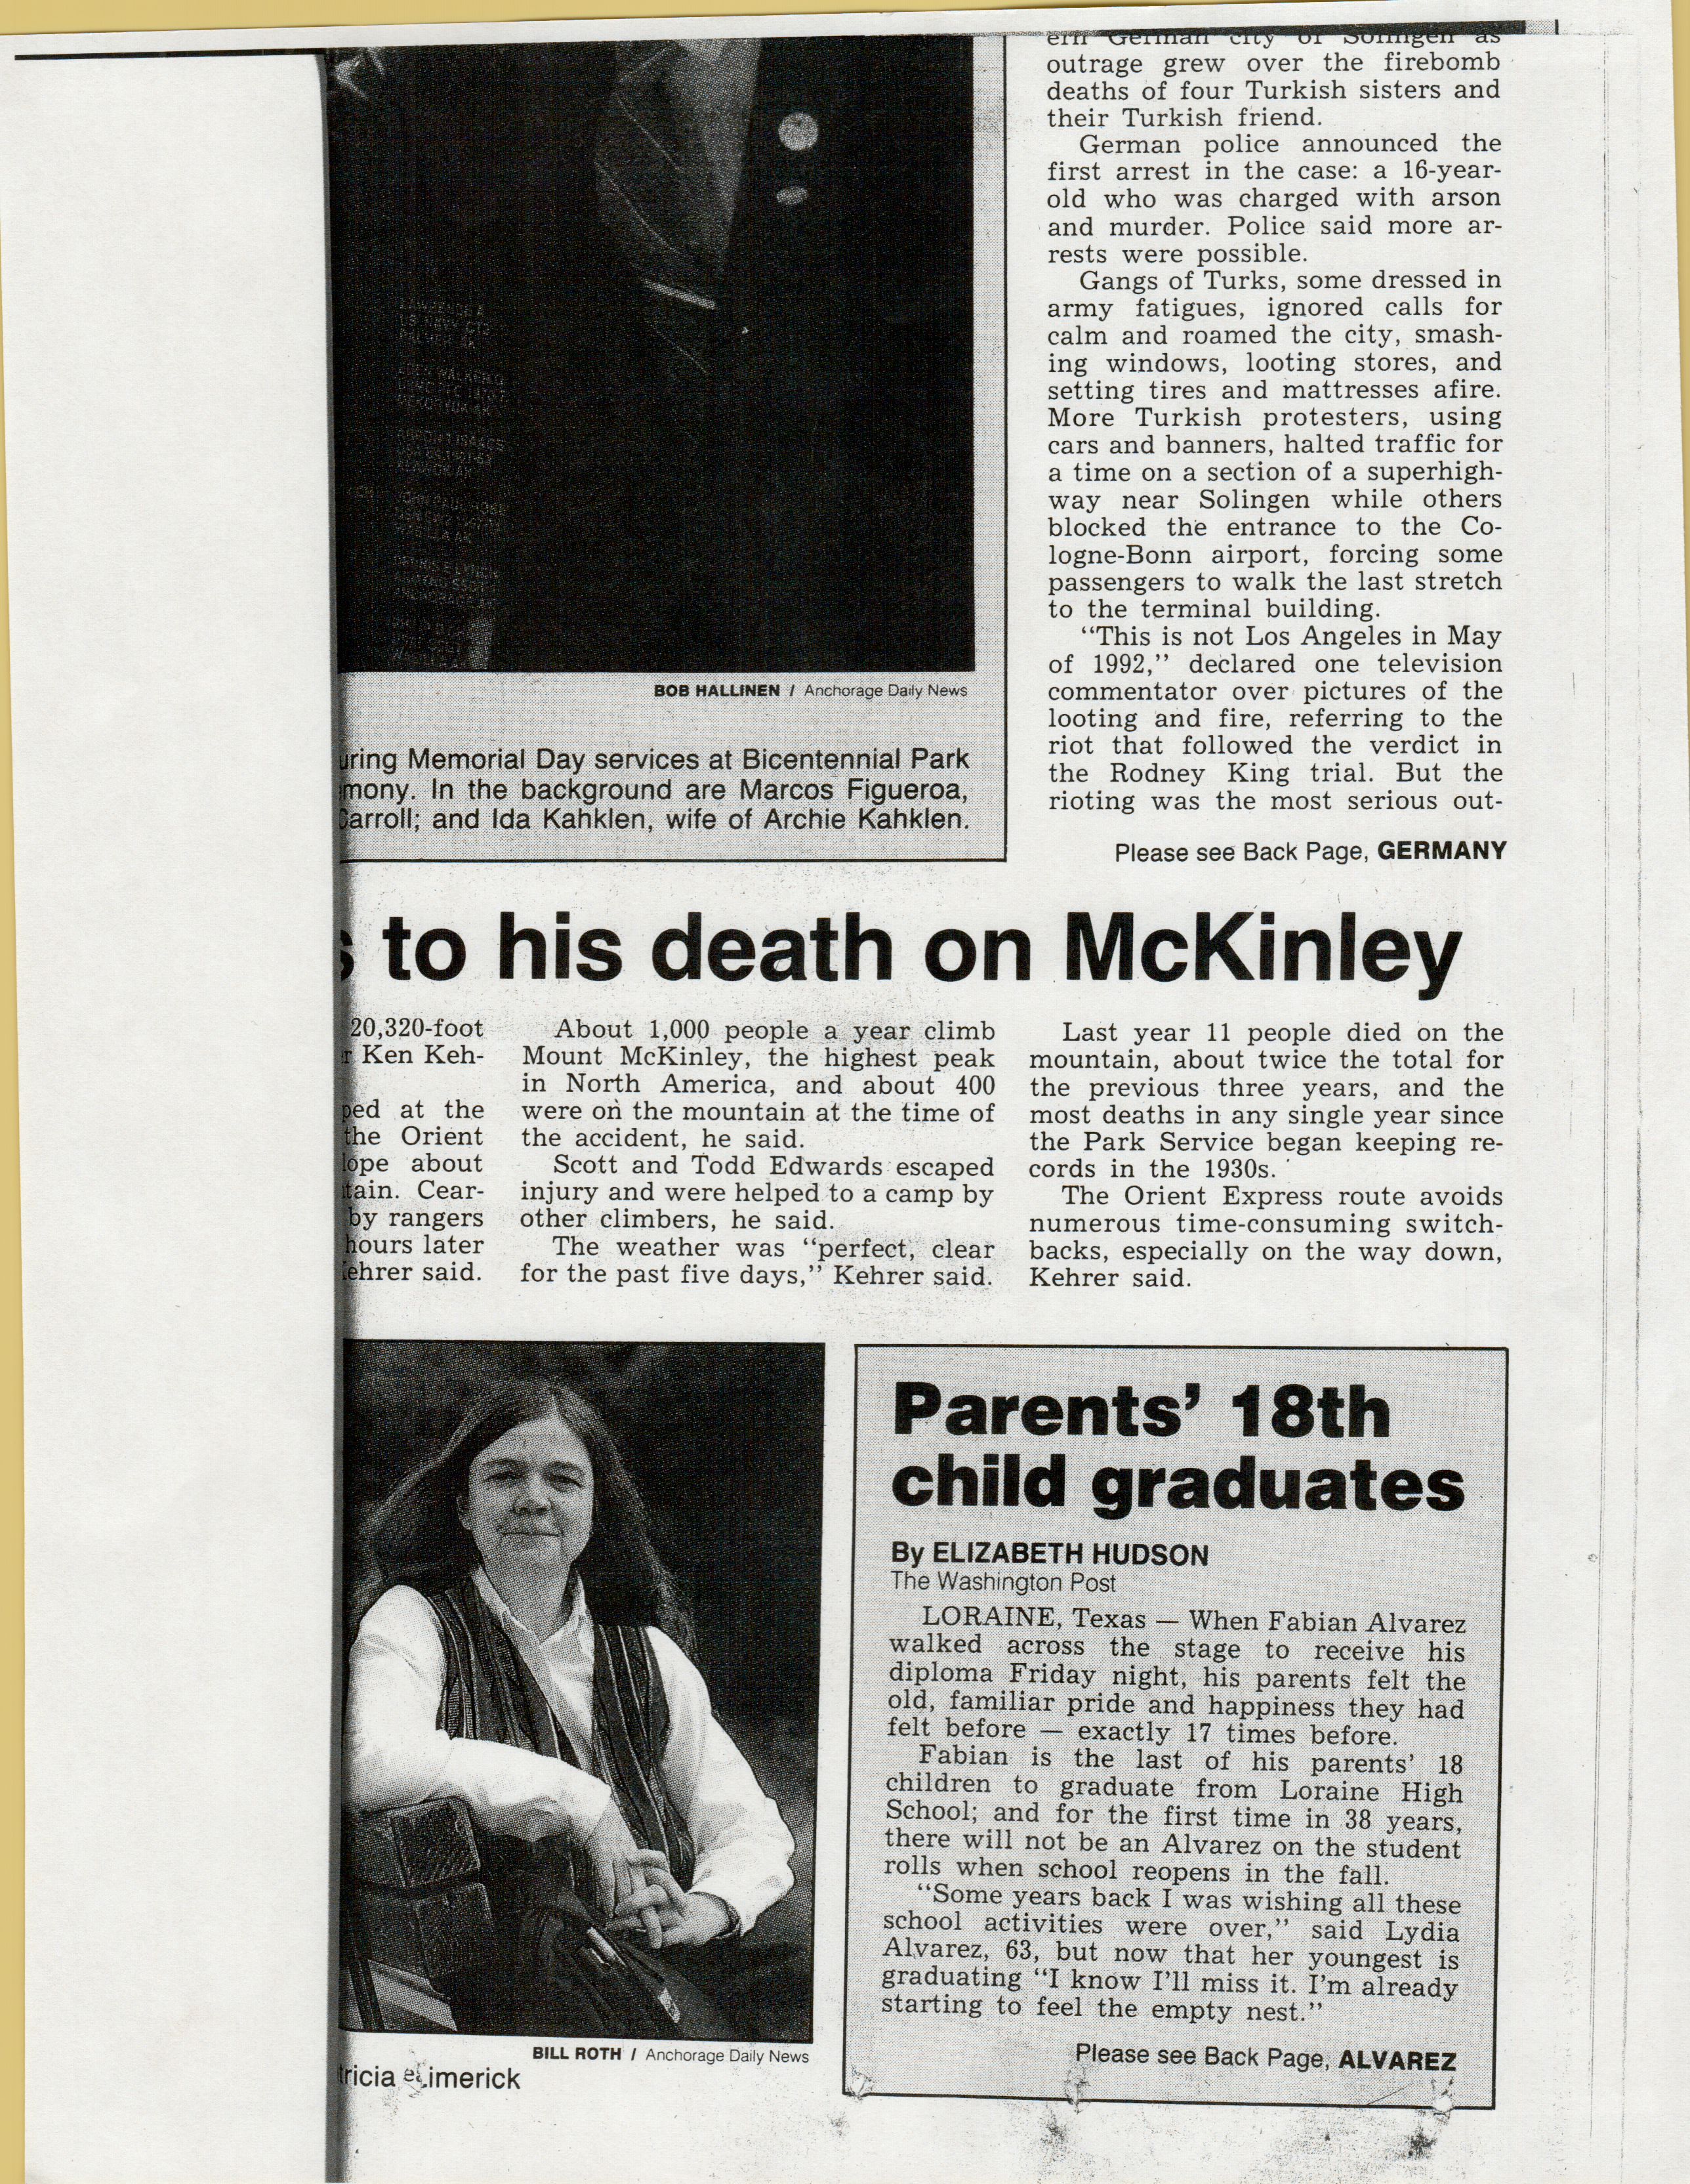 ern German city of Solingen as
outrage grew over the firebomb
deaths of four Turkish sisters and
their Turkish friend.
German police announced the
first arrest in the case: a 16-year-
old who was charged with arson
and murder. Police said more ar-
rests were possible.
Gangs of Turks, some dressed in
army fatigues, ignored calls for
calm and roamed the city, smash-
ing windows, looting stores, and
setting tires and mattresses afire.
More Turkish protesters, using
cars and banners, halted traffic for
a time on a section of a superhigh-
way near Solingen while others
blocked the entrance to the Co-
logne-Bonn airport, forcing some
passengers to walk the last stretch
to the terminal building.
“This is not Los Angeles in May
of 1992,” declared one television
commentator over pictures of the
looting and fire, referring to the
riot that followed the verdict in
the Rodney King trial. But the
rioting was the most serious out-
Please see Back Page, GERMANY
BOB HALLINEN / Anchorage Daily News
uring Memorial Day services at Bicentennial Park
mony. In the background are Marcos Figueroa,
Carroll; and Ida Kahklen, wife of Archie Kahklen.
s to his death on McKinley
20,320-foot
r Ken Keh-
ped at the
the Orient
lope about
tain. Cear-
by rangers
hours later
Kehrer said.
About 1,000 people a year climb
Mount McKinley, the highest peak
in North America, and about 400
were on the mountain at the time of
the accident, he said.
Scott and Todd Edwards escaped
injury and were helped to a camp by
other climbers, he said.
The weather was “perfect, clear
for the past five days,” Kehrer said.
Last year 11 people died on the
mountain, about twice the total for
the previous three years, and the
most deaths in any single year since
the Park Service began keeping re-
cords in the 1930s.
The Orient Express route avoids
numerous time-consuming switch-
backs, especially on the way down,
Kehrer said.
BILL ROTH / Anchorage Daily News
tricia Limerick
Parents’ 18th
child graduates
By ELIZABETH HUDSON
The Washington Post
LORAINE, Texas — When Fabian Alvarez
walked across the stage to receive his
diploma Friday night, his parents felt the
old, familiar pride and happiness they had
felt before — exactly 17 times before.
Fabian is the last of his parents’ 18
children to graduate from Loraine High
School; and for the first time in 38 years,
there will not be an Alvarez on the student
rolls when school reopens in the fall.
“Some years back I was wishing all these
school activities were over,” said Lydia
Alvarez, 63, but now that her youngest is
graduating “I know I’ll miss it. I’m already
starting to feel the empty nest.”
Please see Back Page, ALVAREZ